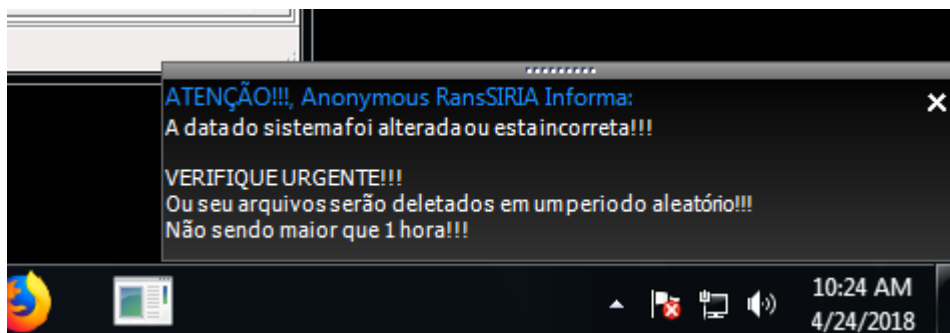 ATENÇÃO!!!, Anonymous RansSIRIA Informa:
A data do sistema foi alterada ou esta incorreta!!!
VERIFIQUE URGENTE!!!
Ou seu arquivos serão deletados em um periodo aleatório!!!
Não sendo maior que 1 hora!!!
10:24 AM
4/24/2018